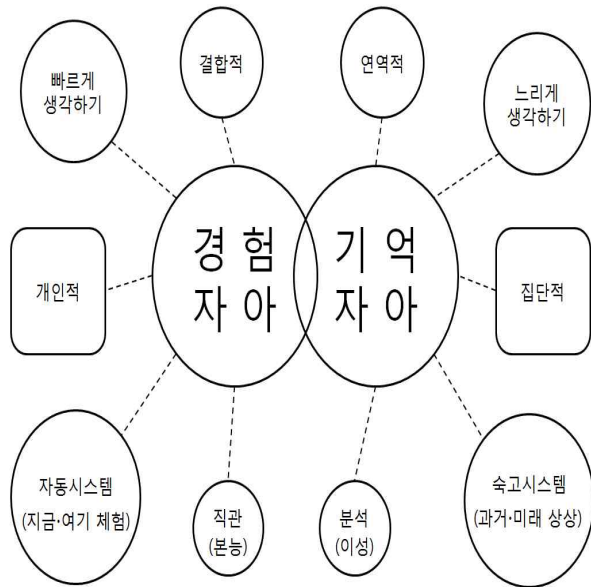 결합적
연역적
빠르게
생각하기
느리게
생각하기
경험
자아
기억
자아
개인적
집단적
자동시스템
(지금·여기 체험)
직관
(본능)
분석
(이성)
숙고시스템
(과거·미래 상상)